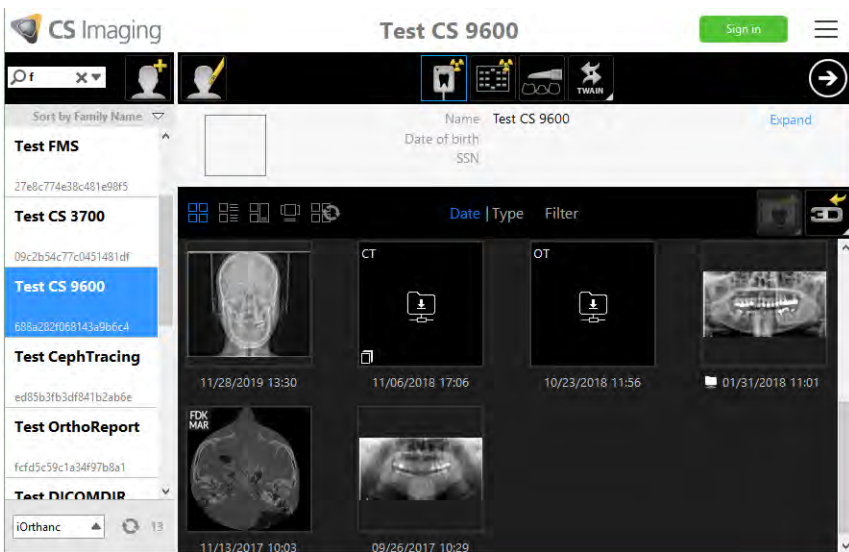 CS Imaging
Test CS 9600
Sign in
f
TWAIN
Sort by Family Name
Name Test CS 9600
Expand
Date of birth
SSN
Test FMS
27e8c774e38c481e98f5
Test CS 3700
09c2b54c77c0451481df
Test CS 9600
688a282f068143a9b6c4
Test CephTracing
ed85b3fb3df841b2ab6e
Test OrthoReport
fcfd5c59c1a34f97b8a1
Test DICOMDIR
iOrthanc
13
Date | Type Filter
3D
CT
OT
11/28/2019 13:30
11/06/2018 17:06
10/23/2018 11:56
01/31/2018 11:01
FDK
MAR
11/13/2017 10:03
09/26/2017 10:29